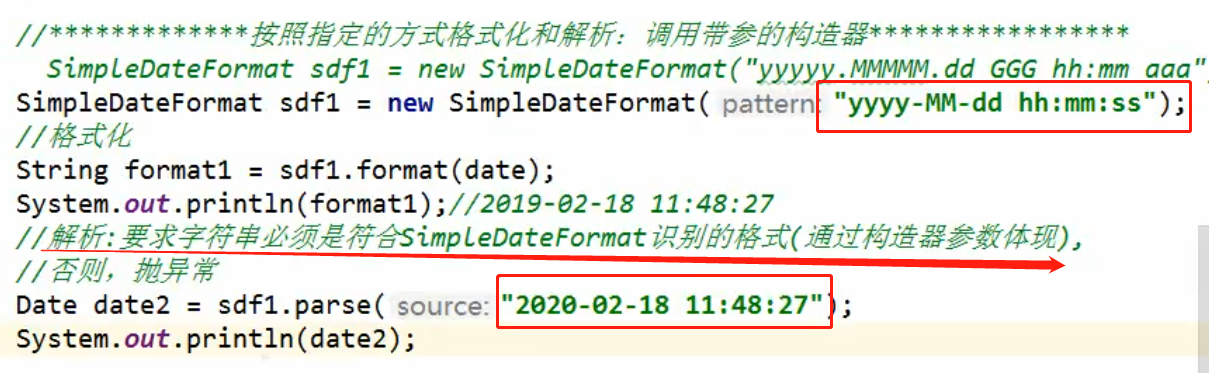 //*************按照指定的方式格式化和解析：调用带参的构造器*****************
SimpleDateFormat sdf1 = new SimpleDateFormat("yyyyy.MMMMM.dd GGG hh:mm aaa"
SimpleDateFormat sdf1 = new SimpleDateFormat( pattern: "yyyy-MM-dd hh:mm:ss");
//格式化
String format1 = sdf1.format(date);
System.out.println(format1);//2019-02-18 11:48:27
//解析:要求字符串必须是符合SimpleDateFormat识别的格式(通过构造器参数体现),
//否则，抛异常
Date date2 = sdf1.parse( source: "2020-02-18 11:48:27");
System.out.println(date2);